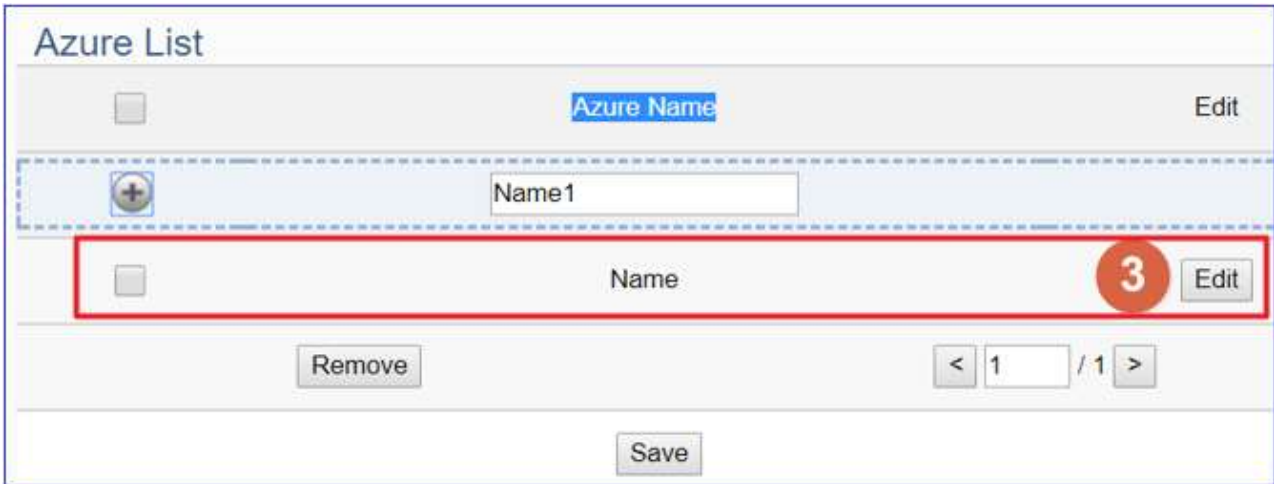 Azure List
Azure Name Edit
Name1
Name 3 Edit
Remove < 1 / 1 >
Save